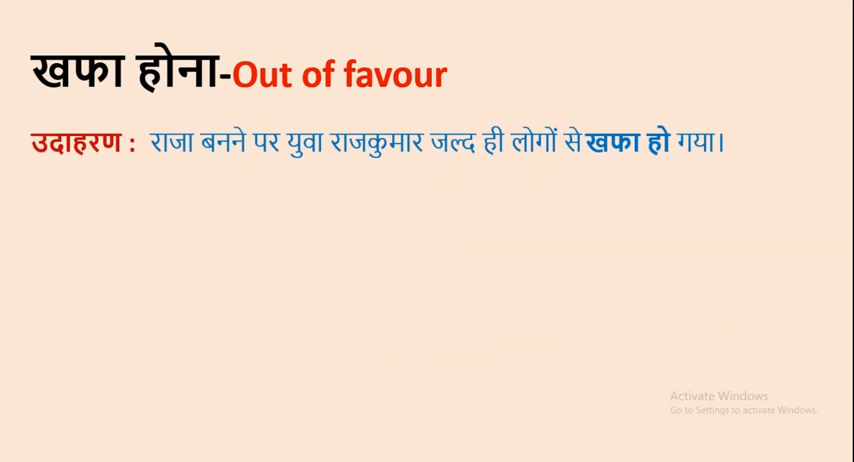 खफा होना-Out of favour
उदाहरण : राजा बनने पर युवा राजकुमार जल्द ही लोगों से खफा हो गया।
Activate Windows
Go to Settings to activate Windows.